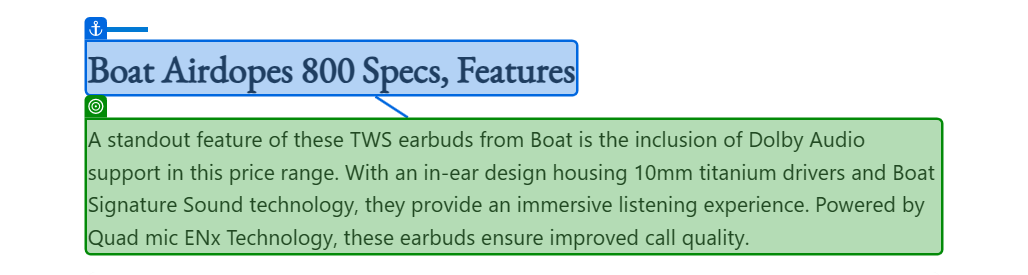 Boat Airdopes 800 Specs, Features
A standout feature of these TWS earbuds from Boat is the inclusion of Dolby Audio
support in this price range. With an in-ear design housing 10mm titanium drivers and Boat
Signature Sound technology, they provide an immersive listening experience. Powered by
Quad mic ENx Technology, these earbuds ensure improved call quality.